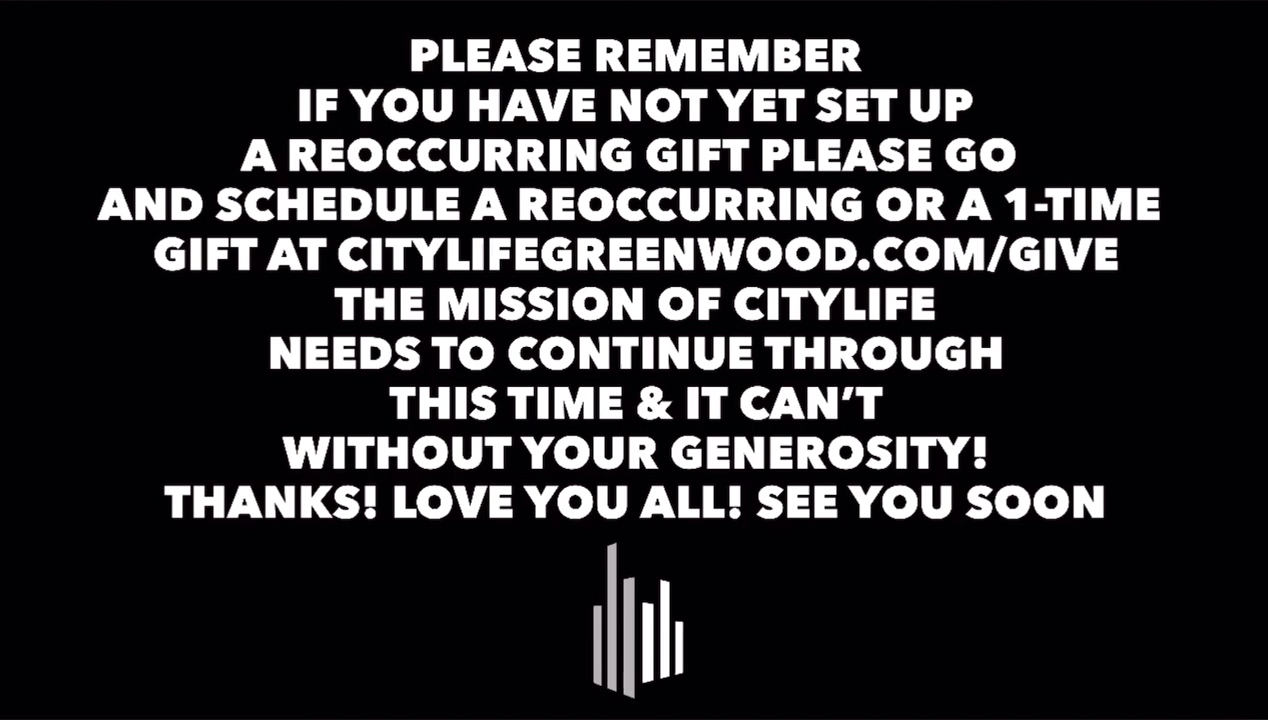 PLEASE REMEMBER
IF YOU HAVE NOT YET SET UP
A REOCCURRING GIFT PLEASE GO
AND SCHEDULE A REOCCURRING OR A 1-TIME
GIFT AT CITYLIFEGREENWOOD.COM/GIVE
THE MISSION OF CITYLIFE
NEEDS TO CONTINUE THROUGH
THIS TIME & IT CAN’T
WITHOUT YOUR GENEROSITY!
THANKS! LOVE YOU ALL! SEE YOU SOON